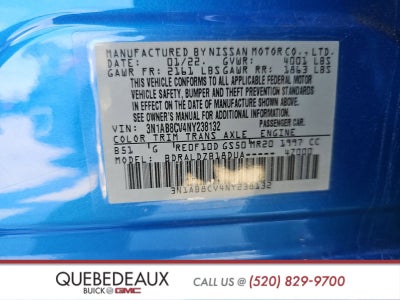 MANUFACTURED BY NISSAN MOTOR CO., LTD.
DATE: 01/22. GVWR: 4001 LBS
GAWR FR: 2161 LBS GAWR RR: 1863 LBS
THIS VEHICLE CONFORMS TO ALL APPLICABLE
FEDERAL MOTOR VEHICLE
SAFETY, BUMPER AND THEFT PREVENTION
STANDARDS IN EFFECT ON THE DATE OF
MANUFACTURE SHOWN ABOVE.
SEE OWNER'S MANUAL FOR ADDITIONAL
INFORMATION
VIN: 3N1AB8CV4NY238132
COLOR TRIM TRANS AXLE ENGINE
B51 G RE0F10D GS50 MR20 1997 CC
MODEL: BDRALDZB18DUA----- 47000
3N1AB8CV4NY238132
QUEBEDEAUX
BUICK GMC
CALL US @ (520) 829-9700